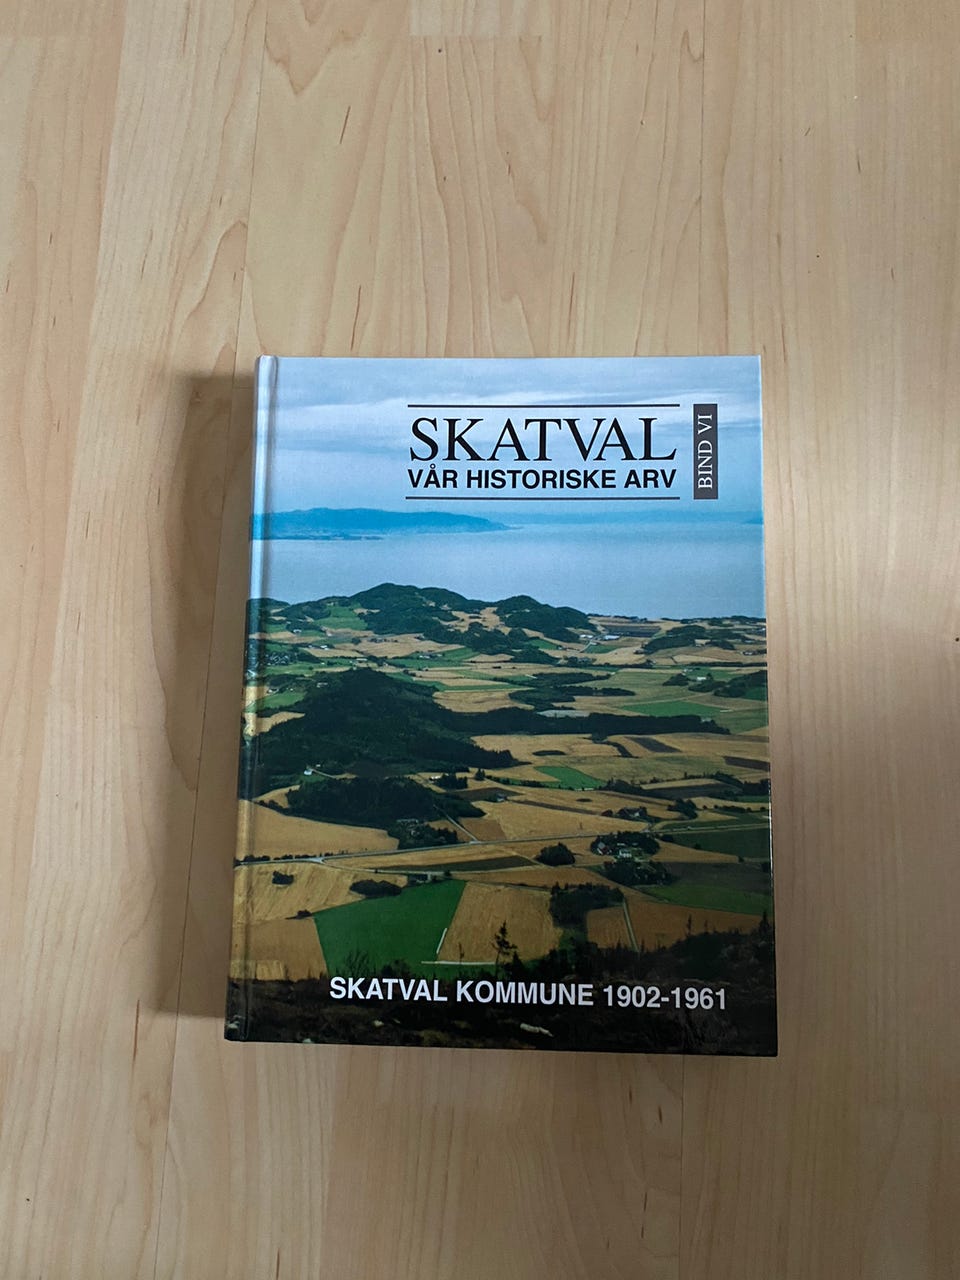 SKATVAL
VÅR HISTORISKE ARV
BIND VI
SKATVAL KOMMUNE 1902-1961